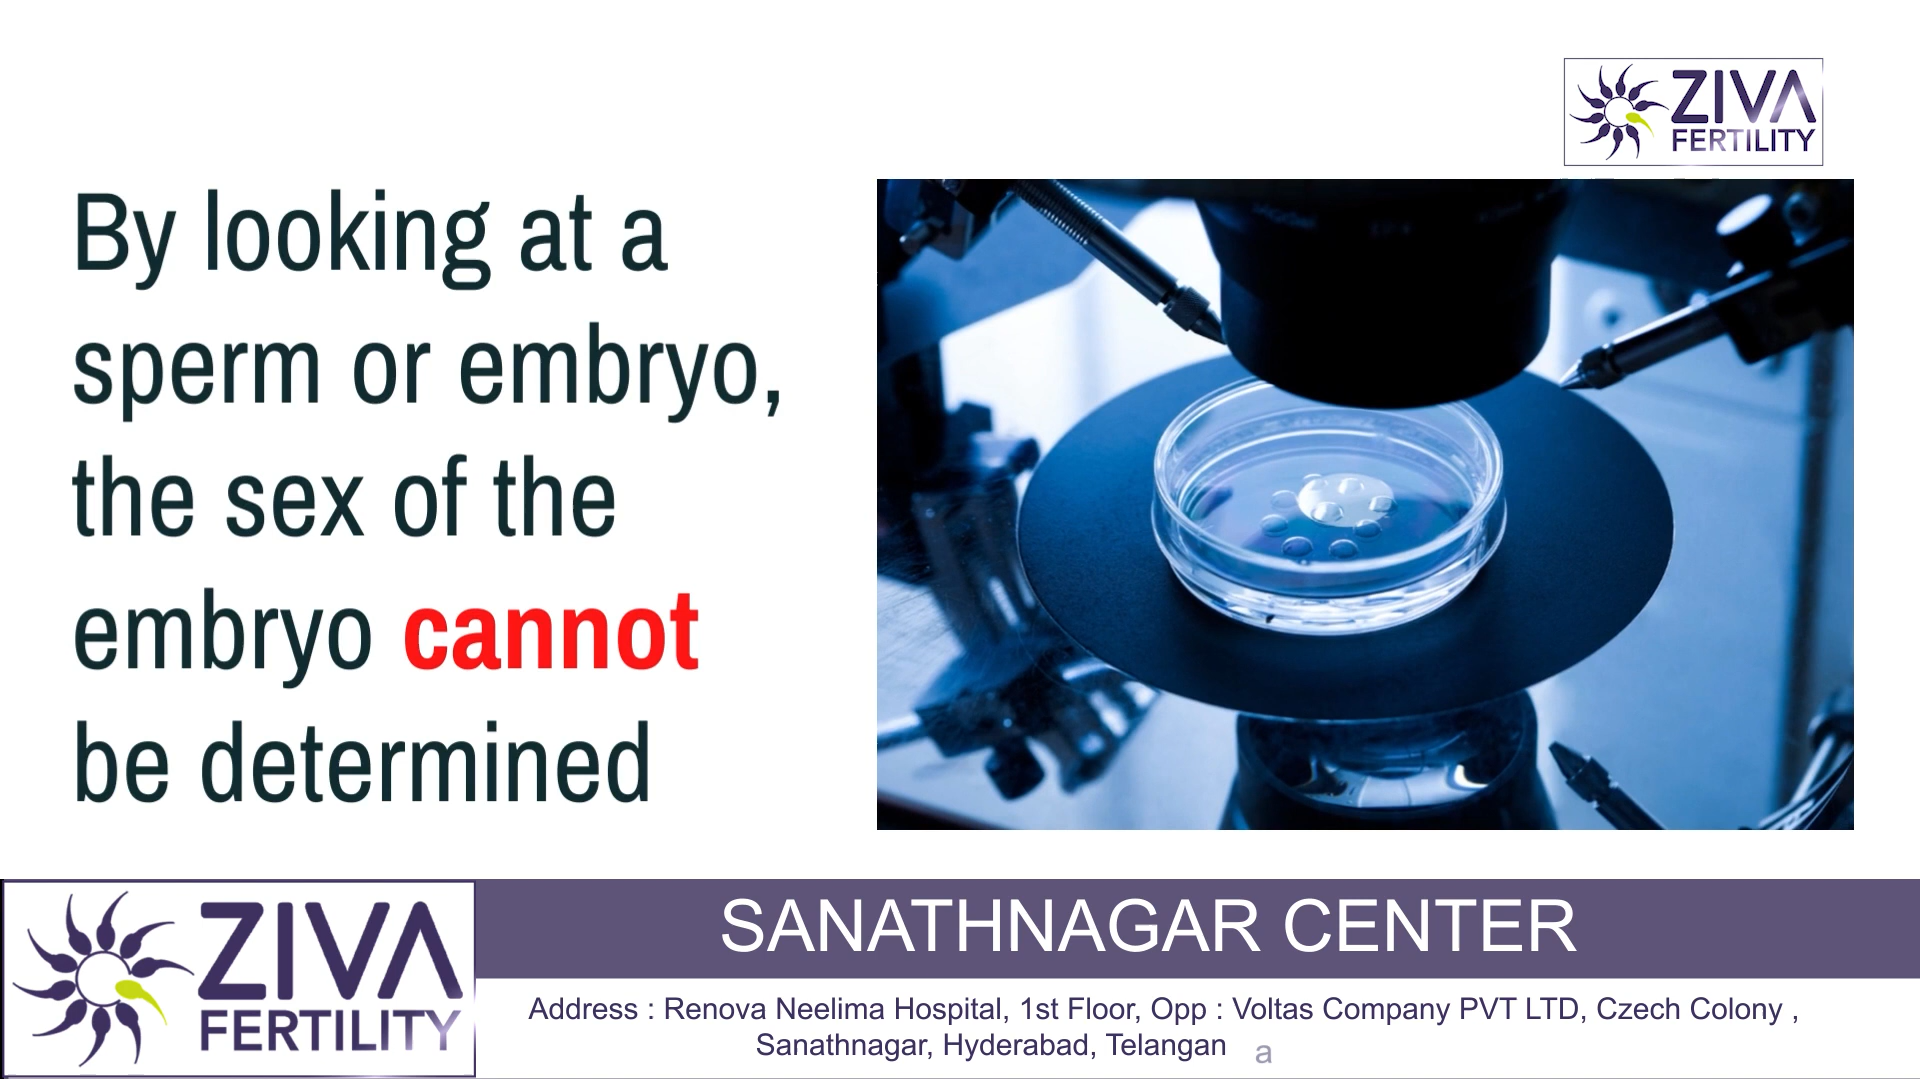 ZIVA
FERTILITY
By looking at a
sperm or embryo,
the sex of the
embryo cannot
be determined
ZIVA
FERTILITY
SANATHNAGAR CENTER
Address : Renova Neelima Hospital, 1st Floor, Opp : Voltas Company PVT LTD, Czech Colony ,
Sanathnagar, Hyderabad, Telangan a